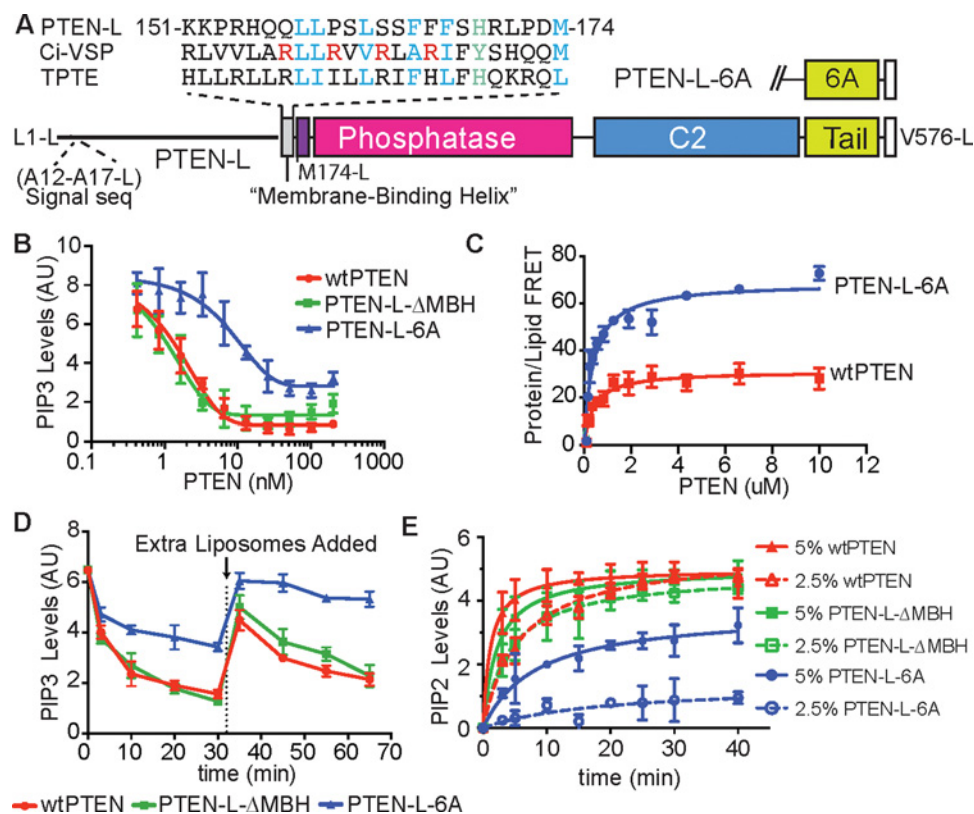 A
PTEN-L 151-KKPRHQQLLPSLSSFFFSHRLPDM-174
Ci-VSP RLVVLARLLRVVRLARIFYSHQQM
TPTE HLLRLLRLIILLRIFHLFHQKRQL
PTEN-L-6A // 6A
L1-L PTEN-L Phosphatase C2 Tail V576-L
(A12-A17-L)
Signal seq
M174-L
“Membrane-Binding Helix”
B
PIP3 Levels (AU)
10
8
6
4
2
0
0.1 1 10 100 1000
PTEN (nM)
wtPTEN
PTEN-L-ΔMBH
PTEN-L-6A
C
Protein/Lipid FRET
80
60
40
20
0
0 2 4 6 8 10 12
PTEN (uM)
PTEN-L-6A
wtPTEN
D
PIP3 Levels (AU)
8
6
4
2
0
0 10 20 30 40 50 60 70
time (min)
Extra Liposomes Added
wtPTEN PTEN-L-ΔMBH PTEN-L-6A
E
PIP2 Levels (AU)
6
4
2
0
0 10 20 30 40
time (min)
5% wtPTEN
2.5% wtPTEN
5% PTEN-L-ΔMBH
2.5% PTEN-L-ΔMBH
5% PTEN-L-6A
2.5% PTEN-L-6A